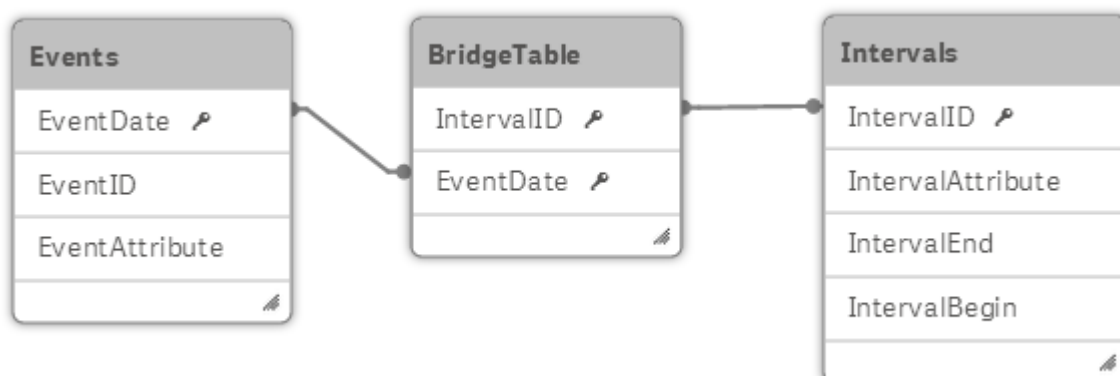 Events
EventDate
EventID
EventAttribute
BridgeTable
IntervalID
EventDate
Intervals
IntervalID
IntervalAttribute
IntervalEnd
IntervalBegin